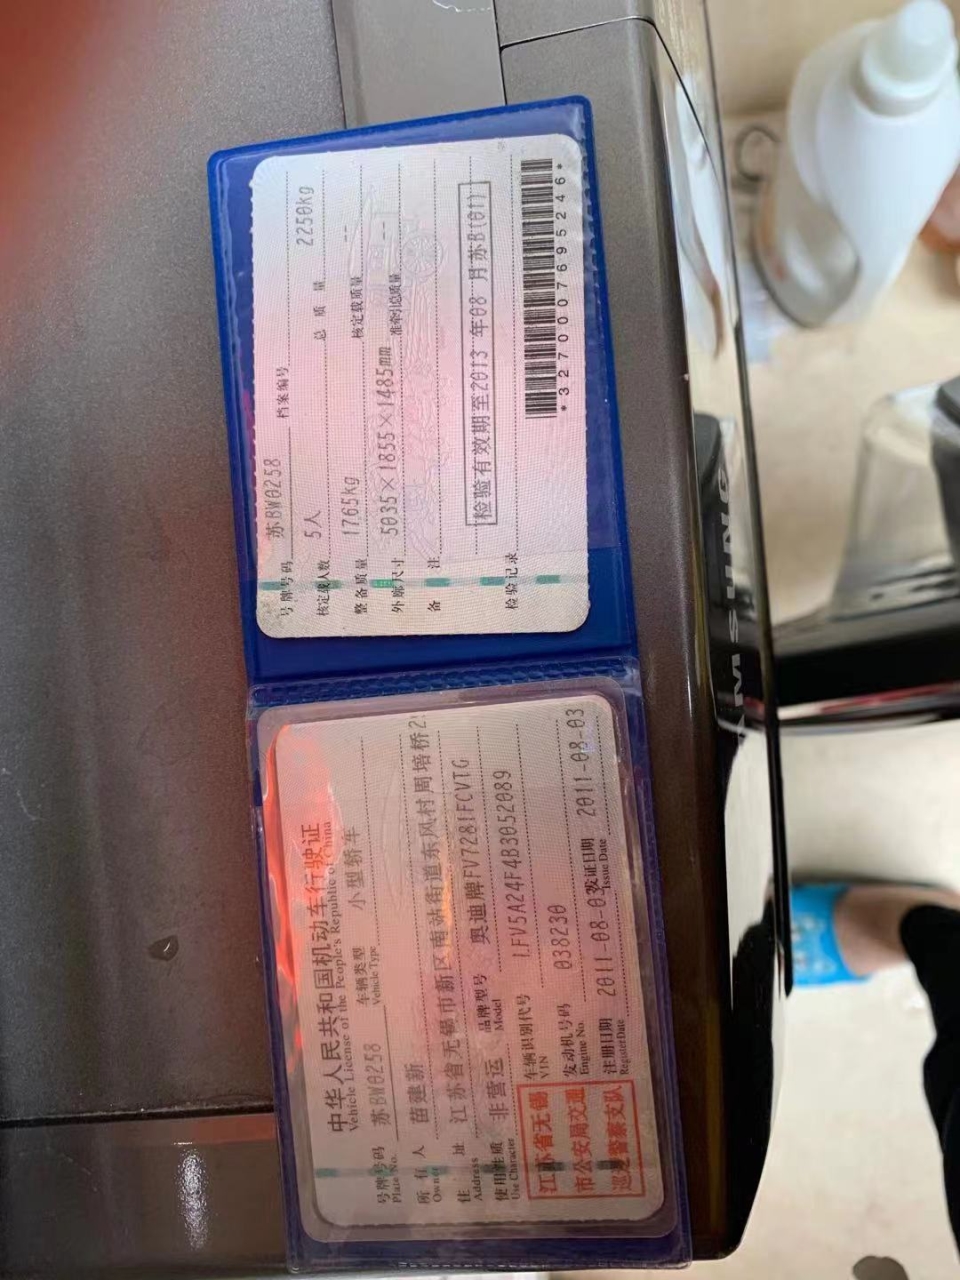 中华人民共和国机动车行驶证
Vehicle License of the People's Republic of China
号牌号码 苏BW0258 车辆类型 小型轿车
Plate No. Vehicle Type
所有人 苗建新
Owner
住址 江苏省无锡市新区南站街道东风村周培桥
Address
使用性质 非营运 品牌型号 奥迪牌FV7281FCVTG
Use Character Model
江苏省无锡
市公安局交通
巡逻警察支队
车辆识别代号 LFV5A24F4B3052089
VIN
发动机号码 038230
Engine No.
注册日期 2011-08-03 发证日期 2011-08-03
Register Date Issue Date
号牌号码 苏BW0258 档案编号
核定载人数 5人 总质量 2250kg
整备质量 1765kg 核定载质量 --
外廓尺寸 5035×1855×1485mm 准牵引总质量 --
备注
检验有效期至2013年08月苏B(01)
检验记录
*3270007695246*
SAMSUNG